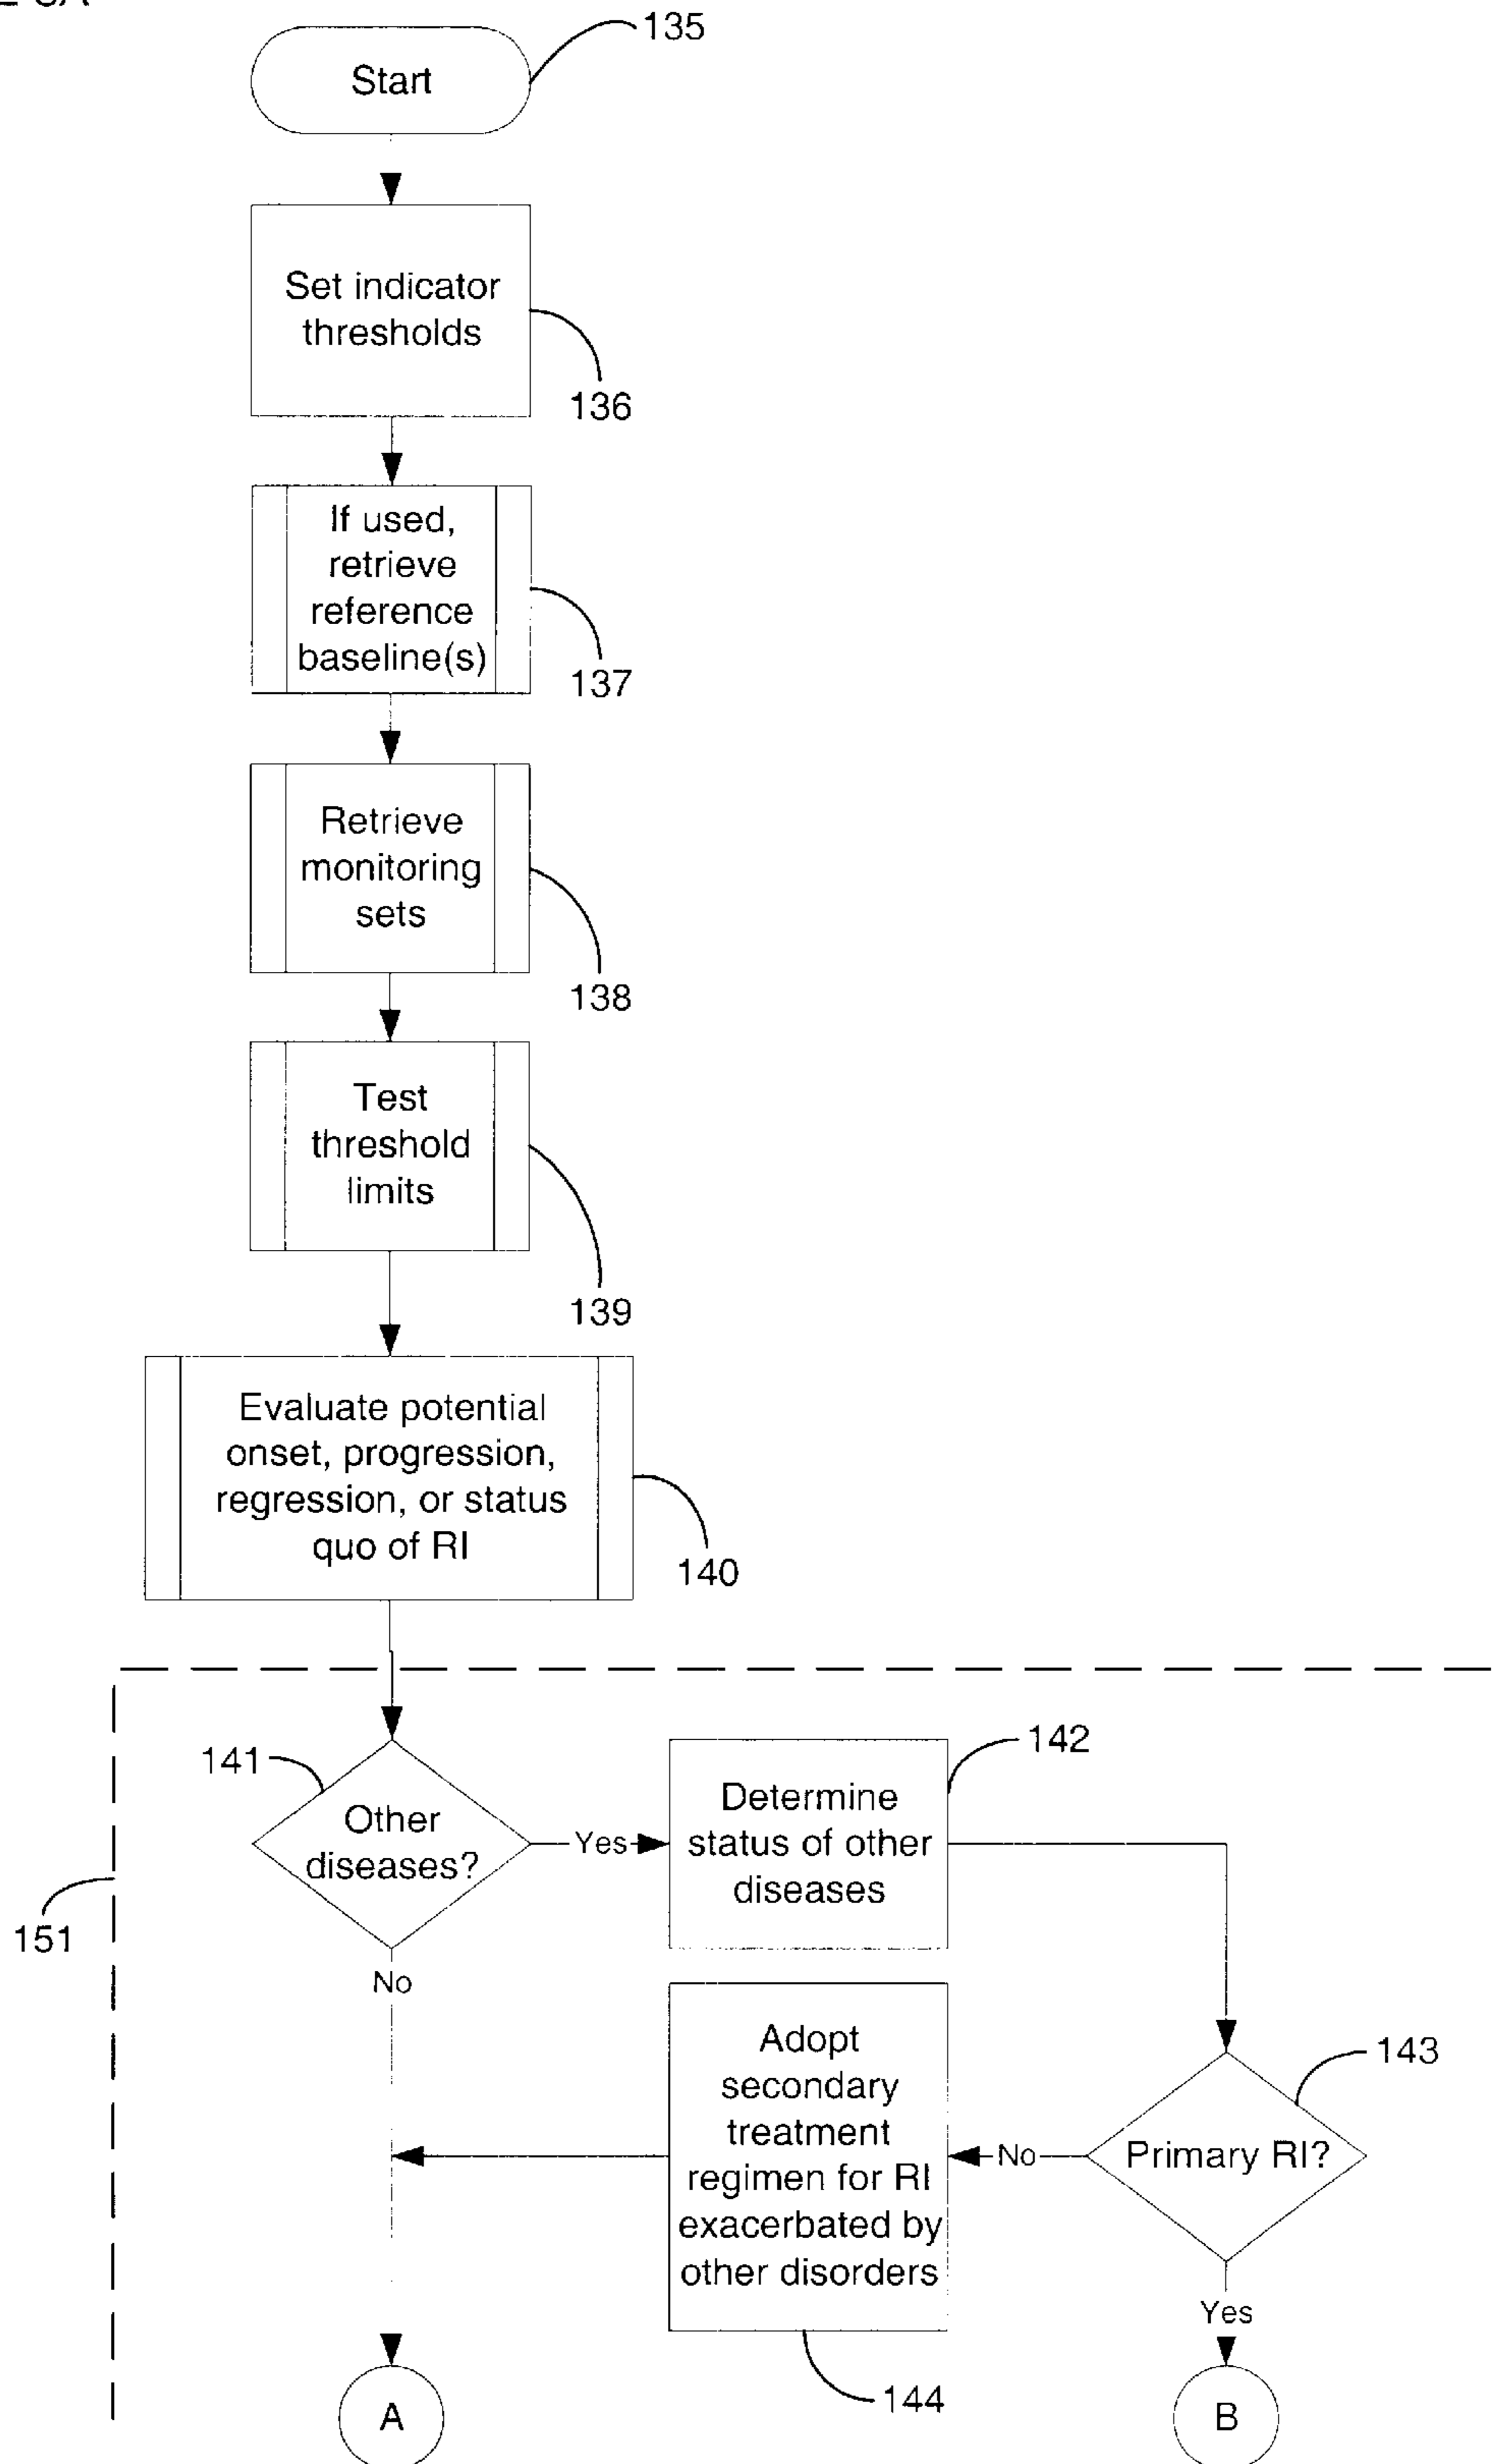 135
Start
Set indicator
thresholds
136
If used,
retrieve
reference
baseline(s)
137
Retrieve
monitoring
sets
138
Test
threshold
limits
139
Evaluate potential
onset, progression,
regression, or status
quo of RI
140
141
Other
diseases?
Yes
142
Determine
status of other
diseases
151
No
Adopt
secondary
treatment
regimen for RI
exacerbated by
other disorders
143
Primary RI?
No
Yes
144
A
B